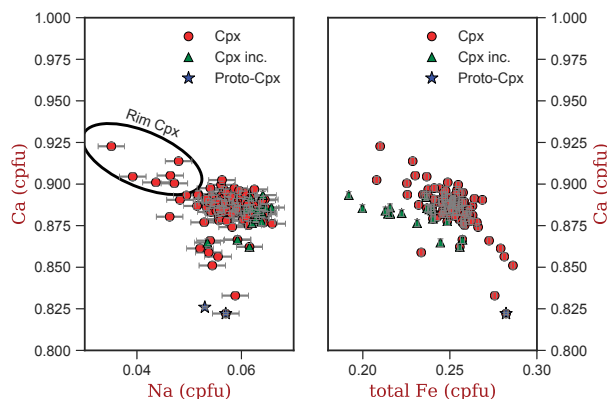 1.000
0.975
0.950
0.925
0.900
0.875
0.850
0.825
0.800
Ca (cpfu)
Cpx
Cpx inc.
Proto-Cpx
Rim Cpx
0.04
0.06
Na (cpfu)
Cpx
Cpx inc.
Proto-Cpx
0.20
0.25
0.30
total Fe (cpfu)
1.000
0.975
0.950
0.925
0.900
0.875
0.850
0.825
0.800
Ca (cpfu)